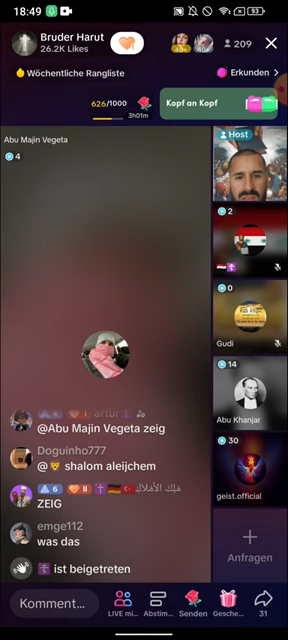 18:49
93
Bruder Harut
26.2K Likes
209
Wöchentliche Rangliste
Erkunden
626/1000
3h01m
Kopf an Kopf
Abu Majin Vegeta
4
Host
2
0
Gudi
14
Abu Khanjar
30
geist.official
Anfragen
artur
@Abu Majin Vegeta zeig
Doguinho777
@🦁 shalom aleijchem
6 II
ZEIG
emge112
was das
ist beigetreten
Komment...
LIVE mi...
Abstim...
Senden
Gesche...
31